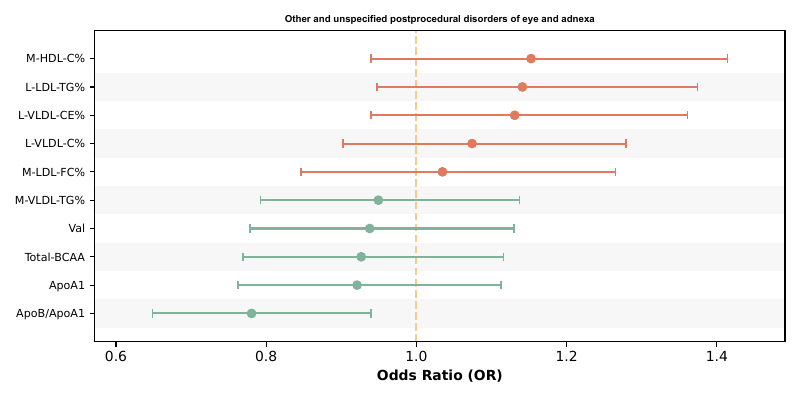 Other and unspecified postprocedural disorders of eye and adnexa
M-HDL-C%
L-LDL-TG%
L-VLDL-CE%
L-VLDL-C%
M-LDL-FC%
M-VLDL-TG%
Val
Total-BCAA
ApoA1
ApoB/ApoA1
0.6 0.8 1.0 1.2 1.4
Odds Ratio (OR)